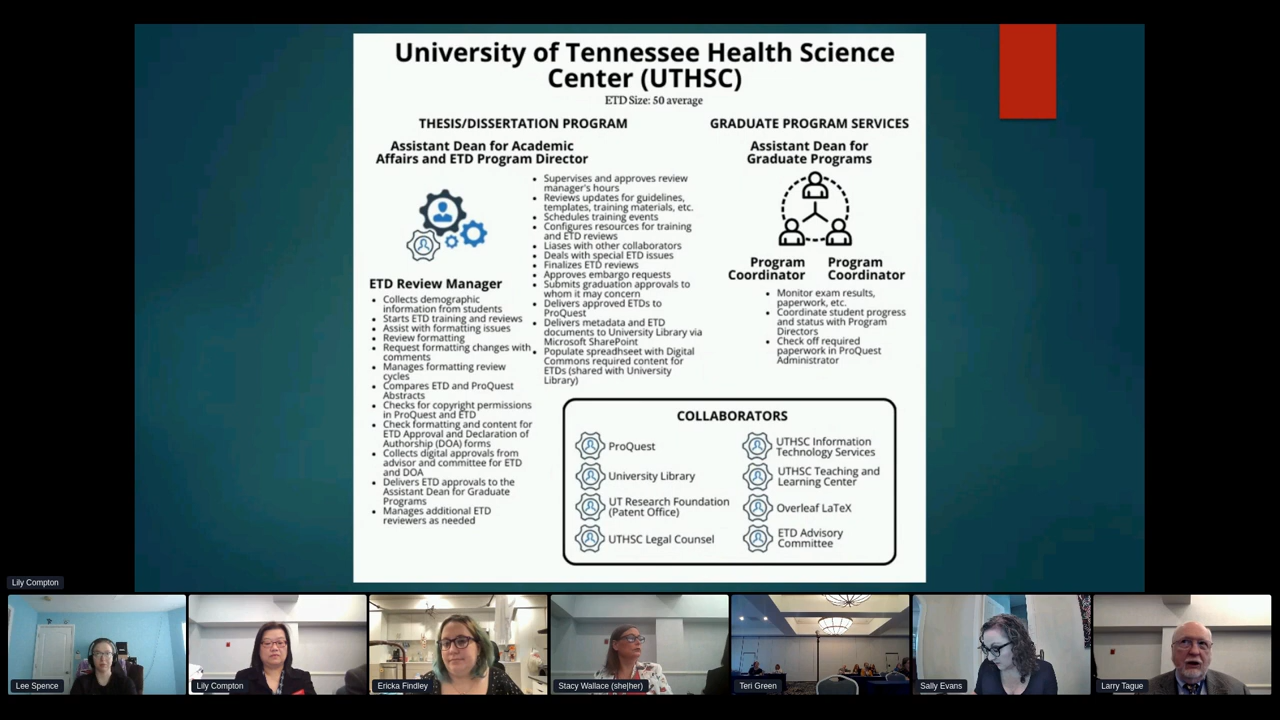 University of Tennessee Health Science
Center (UTHSC)
ETD Size: 50 average
THESIS/DISSERTATION PROGRAM
Assistant Dean for Academic
Affairs and ETD Program Director
ETD Review Manager
• Collects demographic
information from students
• Starts ETD training and reviews
• Assist with formatting issues
• Review formatting
• Request formatting changes with
comments
• Manages formatting review
cycles
• Compares ETD and ProQuest
Abstracts
• Checks for copyright permissions
in ProQuest and ETD
• Check formatting and content for
ETD Approval and Declaration of
Authorship (DOA) forms
• Collects digital approvals from
advisor and committee for ETD
and DOA
• Delivers ETD approvals to the
Assistant Dean for Graduate
Programs
• Manages additional ETD
reviewers as needed
• Supervises and approves review
manager's hours
• Reviews updates for guidelines,
templates, training materials, etc.
• Schedules training events
• Configures resources for training
and ETD reviews
• Liases with other collaborators
• Deals with special ETD issues
• Finalizes ETD reviews
• Approves embargo requests
• Submits graduation approvals to
whom it may concern
• Delivers approved ETDs to
ProQuest
• Delivers metadata and ETD
documents to University Library via
Microsoft SharePoint
• Populate spreadhseet with Digital
Commons required content for
ETDs (shared with University
Library)
GRADUATE PROGRAM SERVICES
Assistant Dean for
Graduate Programs
Program
Coordinator
Program
Coordinator
• Monitor exam results,
paperwork, etc.
• Coordinate student progress
and status with Program
Directors
• Check off required
paperwork in ProQuest
Administrator
COLLABORATORS
ProQuest
University Library
UT Research Foundation
(Patent Office)
UTHSC Legal Counsel
UTHSC Information
Technology Services
UTHSC Teaching and
Learning Center
Overleaf LaTeX
ETD Advisory
Committee
Lily Compton
Lee Spence
Lily Compton
Ericka Findley
Stacy Wallace (she|her)
Teri Green
Sally Evans
Larry Tague